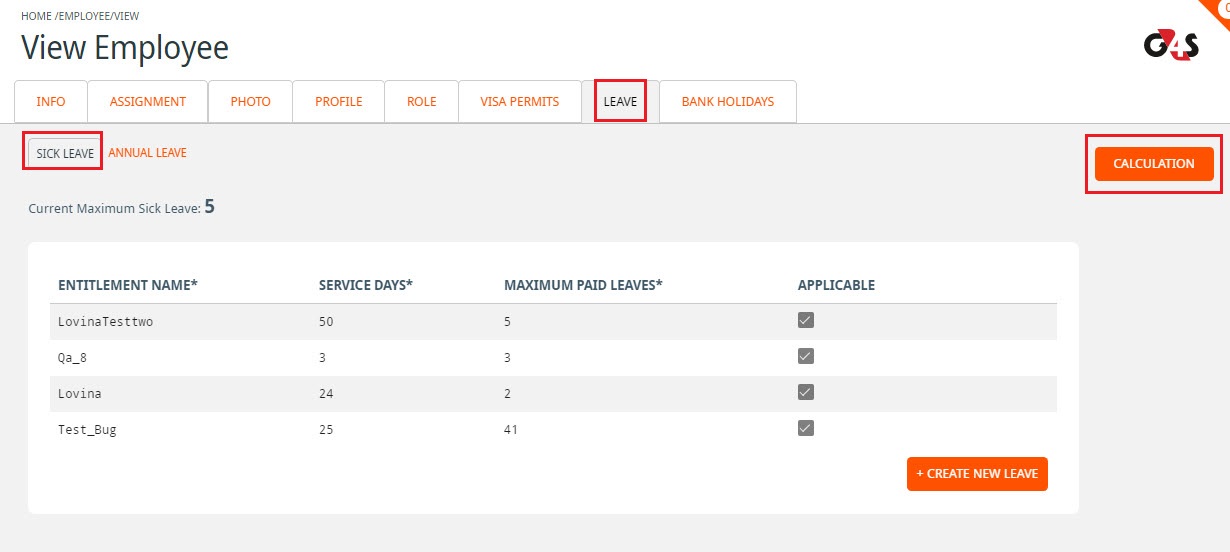 HOME /EMPLOYEE/VIEW
View Employee
G4S
INFO ASSIGNMENT PHOTO PROFILE ROLE VISA PERMITS LEAVE BANK HOLIDAYS
SICK LEAVE ANNUAL LEAVE
CALCULATION
Current Maximum Sick Leave: 5
ENTITLEMENT NAME* SERVICE DAYS* MAXIMUM PAID LEAVES* APPLICABLE
LovinaTesttwo 50 5
Qa_8 3 3
Lovina 24 2
Test_Bug 25 41
+ CREATE NEW LEAVE